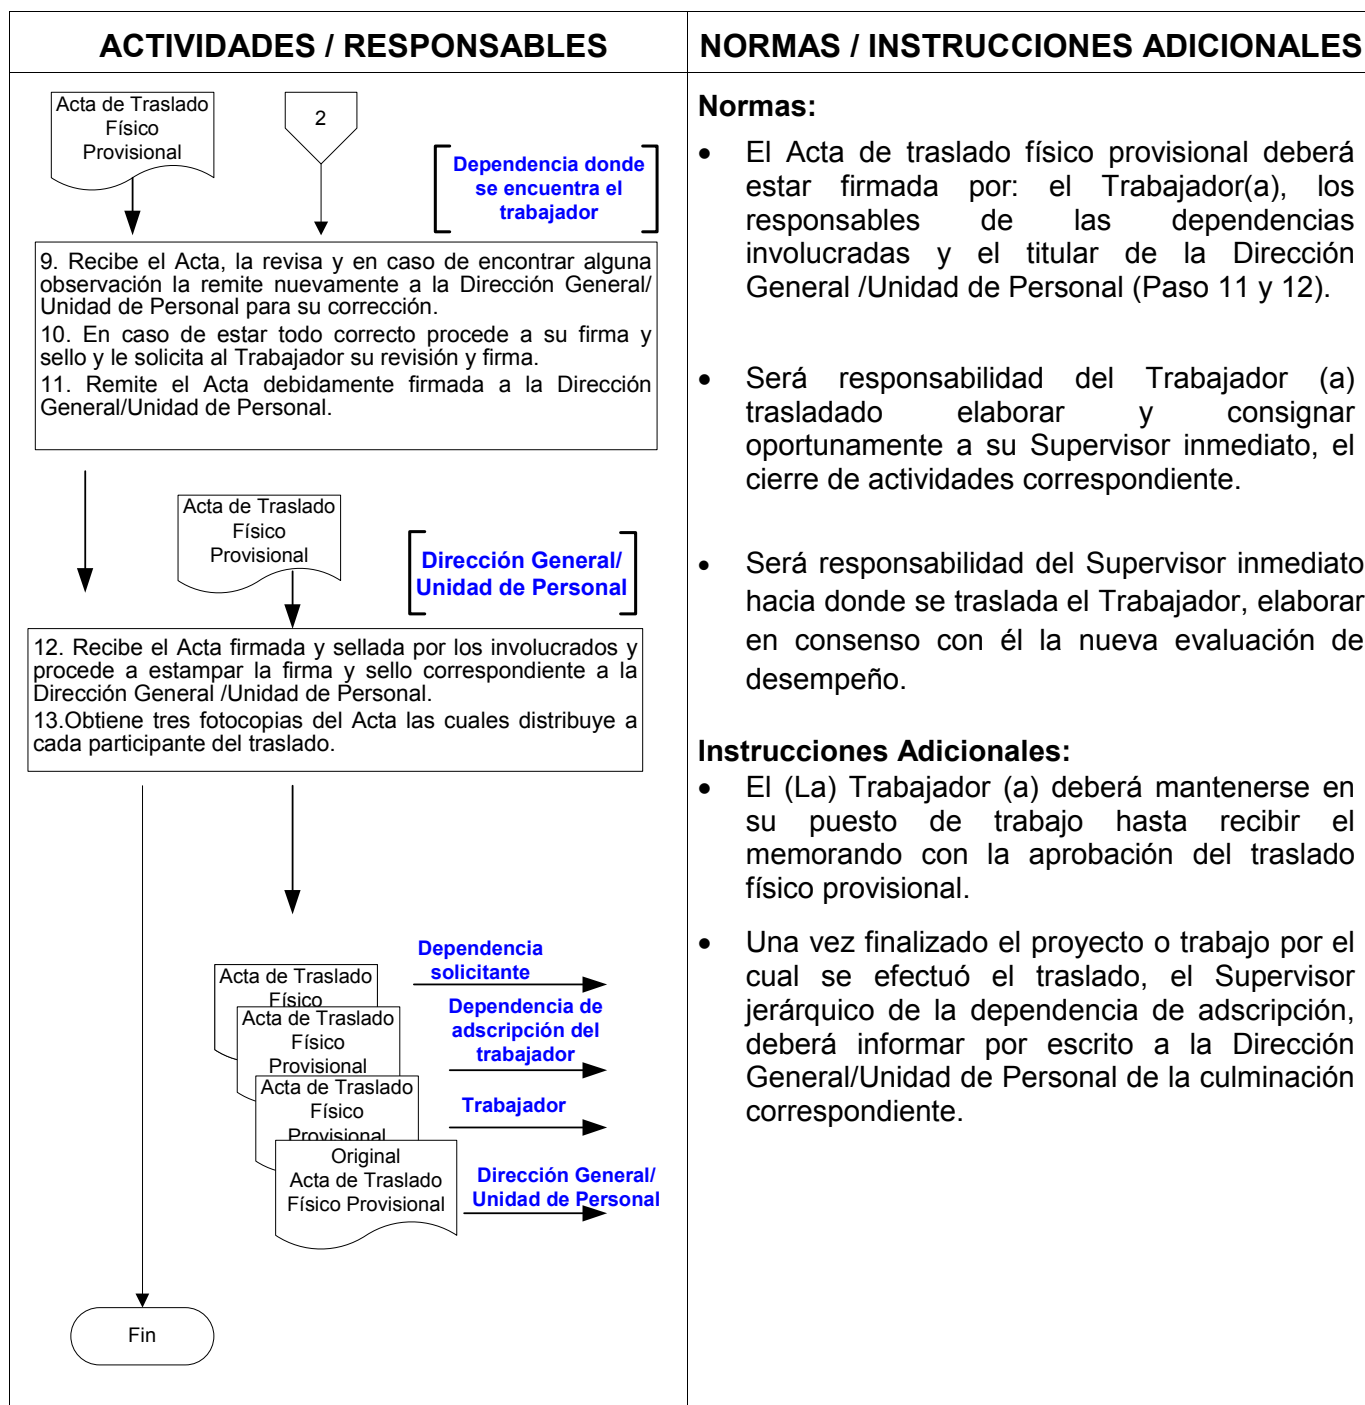 ACTIVIDADES / RESPONSABLES
Acta de Traslado
Físico
Provisional
2
Dependencia donde
se encuentra el
trabajador
9. Recibe el Acta, la revisa y en caso de encontrar alguna
observación la remite nuevamente a la Dirección General/
Unidad de Personal para su corrección.
10. En caso de estar todo correcto procede a su firma y
sello y le solicita al Trabajador su revisión y firma.
11. Remite el Acta debidamente firmada a la Dirección
General/Unidad de Personal.
Acta de Traslado
Físico
Provisional
Dirección General/
Unidad de Personal
12. Recibe el Acta firmada y sellada por los involucrados y
procede a estampar la firma y sello correspondiente a la
Dirección General /Unidad de Personal.
13.Obtiene tres fotocopias del Acta las cuales distribuye a
cada participante del traslado.
Dependencia
solicitante
Acta de Traslado
Físico
Dependencia de
adscripción del
trabajador
Acta de Traslado
Físico
Provisional
Trabajador
Acta de Traslado
Físico
Provisional
Dirección General/
Unidad de Personal
Original
Acta de Traslado
Físico Provisional
Fin
NORMAS / INSTRUCCIONES ADICIONALES
Normas:
• El Acta de traslado físico provisional deberá
estar firmada por: el Trabajador(a), los
responsables de las dependencias
involucradas y el titular de la Dirección
General /Unidad de Personal (Paso 11 y 12).
• Será responsabilidad del Trabajador (a)
trasladado elaborar y consignar
oportunamente a su Supervisor inmediato, el
cierre de actividades correspondiente.
• Será responsabilidad del Supervisor inmediato
hacia donde se traslada el Trabajador, elaborar
en consenso con él la nueva evaluación de
desempeño.
Instrucciones Adicionales:
• El (La) Trabajador (a) deberá mantenerse en
su puesto de trabajo hasta recibir el
memorando con la aprobación del traslado
físico provisional.
• Una vez finalizado el proyecto o trabajo por el
cual se efectuó el traslado, el Supervisor
jerárquico de la dependencia de adscripción,
deberá informar por escrito a la Dirección
General/Unidad de Personal de la culminación
correspondiente.